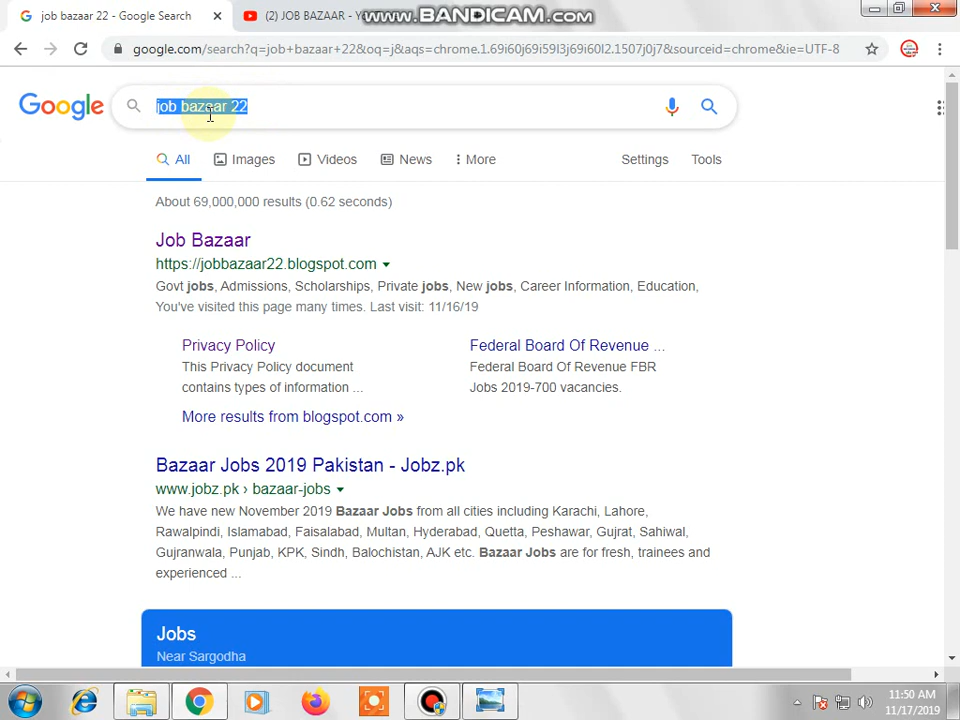 job bazaar 22 - Google Search
(2) JOB BAZAAR - Y
www.BANDICAM.com
google.com/search?q=job+bazaar+22&oq=j&aqs=chrome.1.69i60j69i59l3j69i60l2.1507j0j7&sourceid=chrome&ie=UTF-8
Google
job bazaar 22
All Images Videos News More Settings Tools
About 69,000,000 results (0.62 seconds)
Job Bazaar
https://jobbazaar22.blogspot.com
Govt jobs, Admissions, Scholarships, Private jobs, New jobs, Career Information, Education,
You've visited this page many times. Last visit: 11/16/19
Privacy Policy
This Privacy Policy document
contains types of information ...
Federal Board Of Revenue ...
Federal Board Of Revenue FBR
Jobs 2019-700 vacancies.
More results from blogspot.com »
Bazaar Jobs 2019 Pakistan - Jobz.pk
www.jobz.pk › bazaar-jobs
We have new November 2019 Bazaar Jobs from all cities including Karachi, Lahore,
Rawalpindi, Islamabad, Faisalabad, Multan, Hyderabad, Quetta, Peshawar, Gujrat, Sahiwal,
Gujranwala, Punjab, KPK, Sindh, Balochistan, AJK etc. Bazaar Jobs are for fresh, trainees and
experienced ...
Jobs
Near Sargodha
11:50 AM
11/17/2019